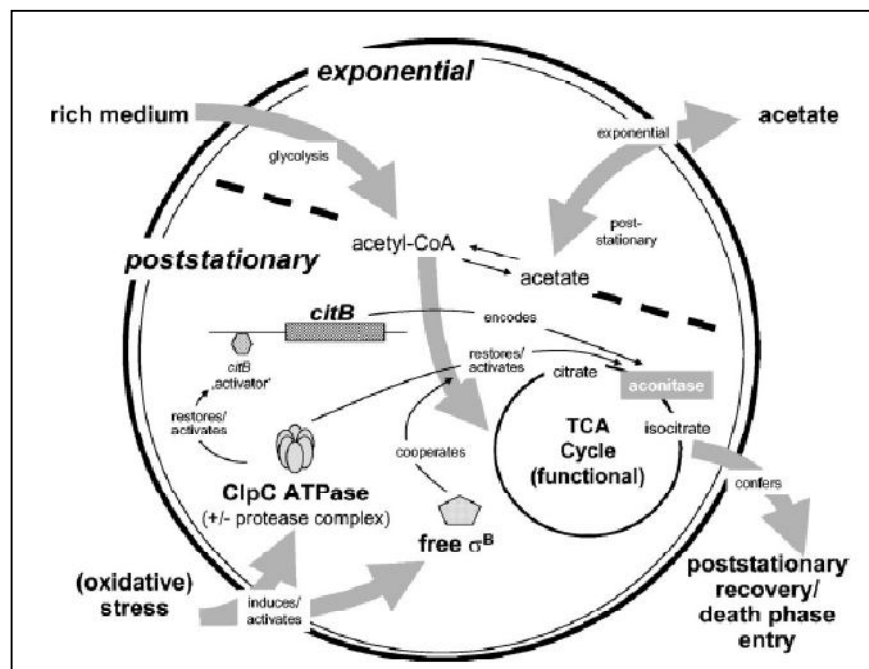 exponential
rich medium
exponential
acetate
glycolysis
post-
stationary
acetyl-CoA
acetate
poststationary
citB
encodes
citB
‚activator'
restores/
activates
citrate
aconitase
restores/
activates
TCA
Cycle
(functional)
isocitrate
cooperates
confers
ClpC ATPase
(+/- protease complex)
free σB
(oxidative)
stress
induces/
activates
poststationary
recovery/
death phase
entry